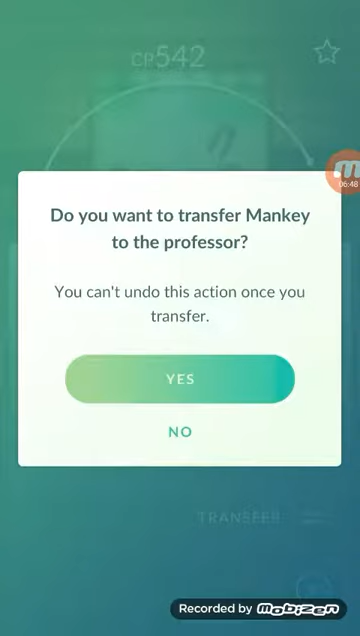 CP542
06:48
Do you want to transfer Mankey
to the professor?
You can't undo this action once you
transfer.
YES
NO
TRANSFER
Recorded by mobizen